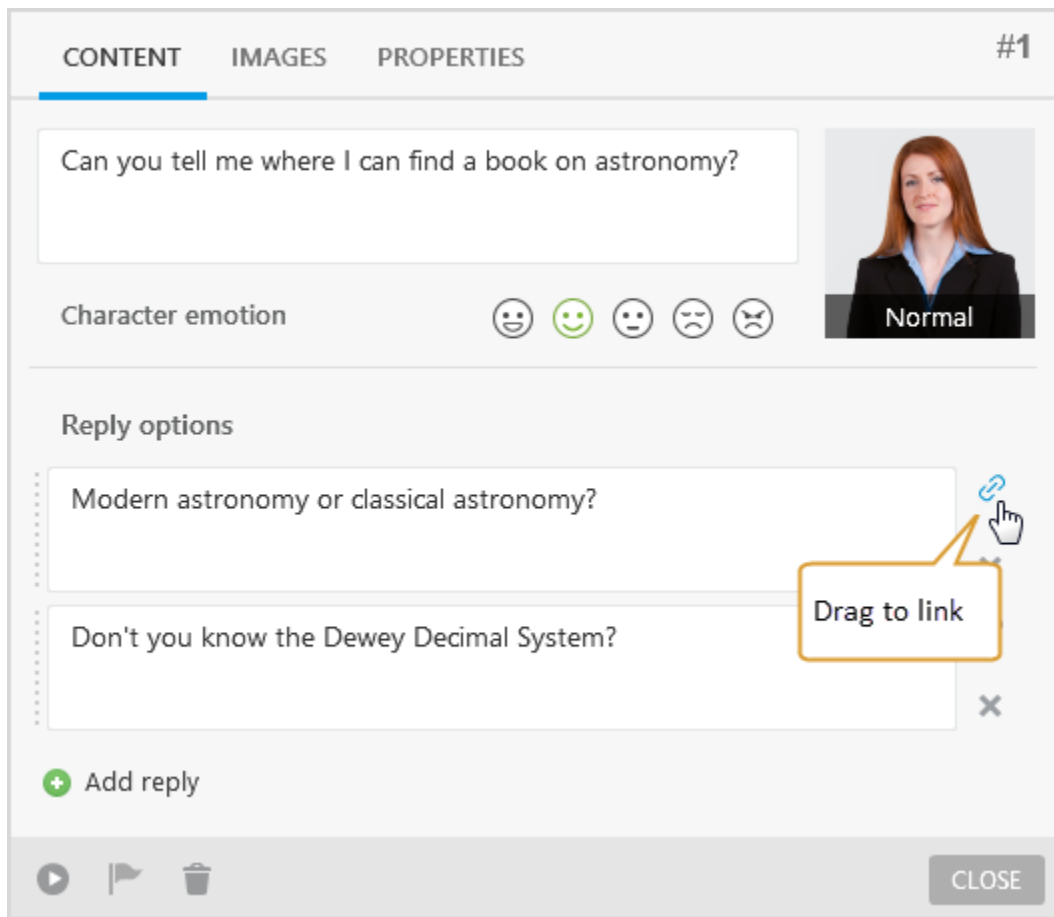 CONTENT IMAGES PROPERTIES #1
Can you tell me where I can find a book on astronomy?
Character emotion
Normal
Reply options
Modern astronomy or classical astronomy?
Drag to link
Don't you know the Dewey Decimal System?
Add reply
CLOSE